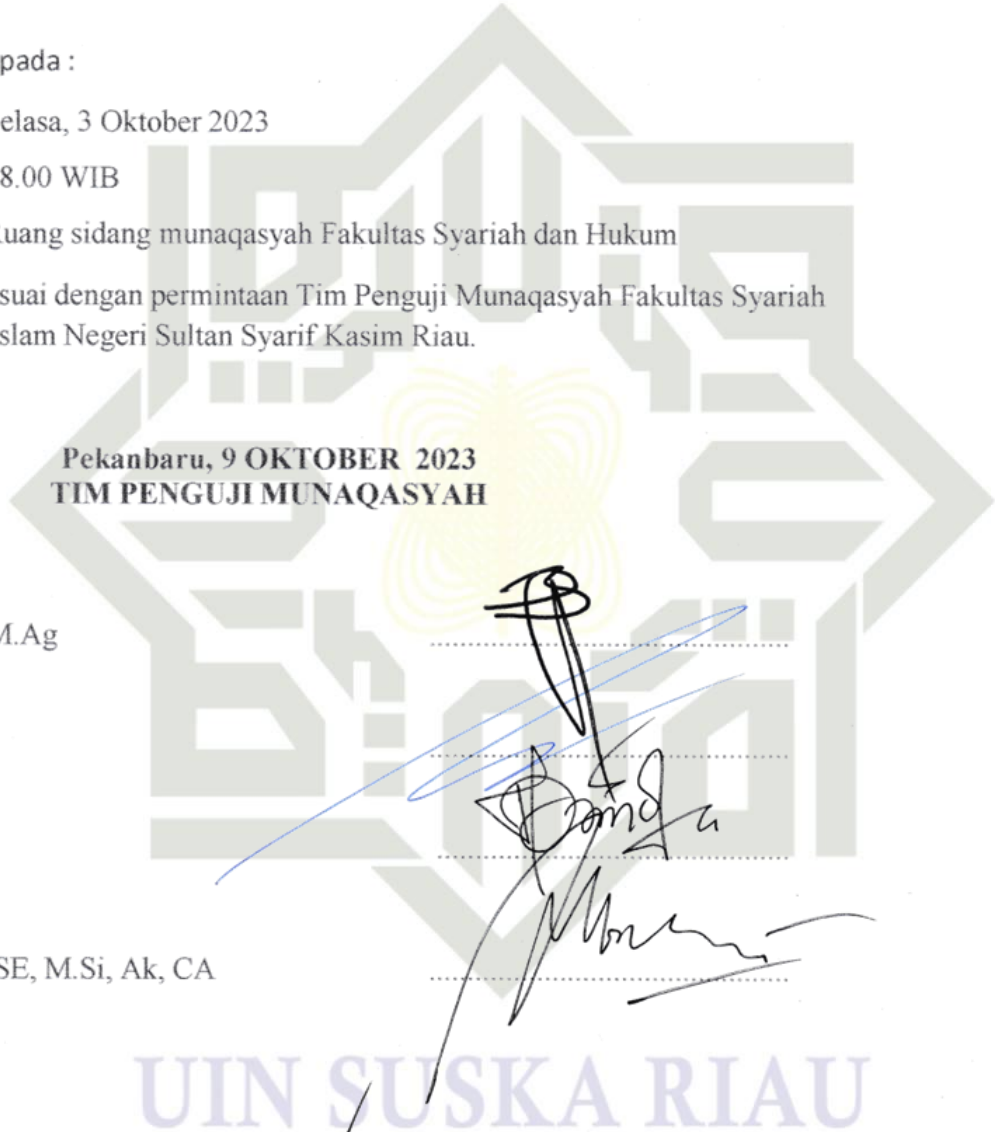 pada :
elasa, 3 Oktober 2023
8.00 WIB
uang sidang munaqasyah Fakultas Syariah dan Hukum
suai dengan permintaan Tim Penguji Munaqasyah Fakultas Syariah
slam Negeri Sultan Syarif Kasim Riau.
Pekanbaru, 9 OKTOBER 2023
TIM PENGUJI MUNAQASYAH
M.Ag
SE, M.Si, Ak, CA
UIN SUSKA RIAU